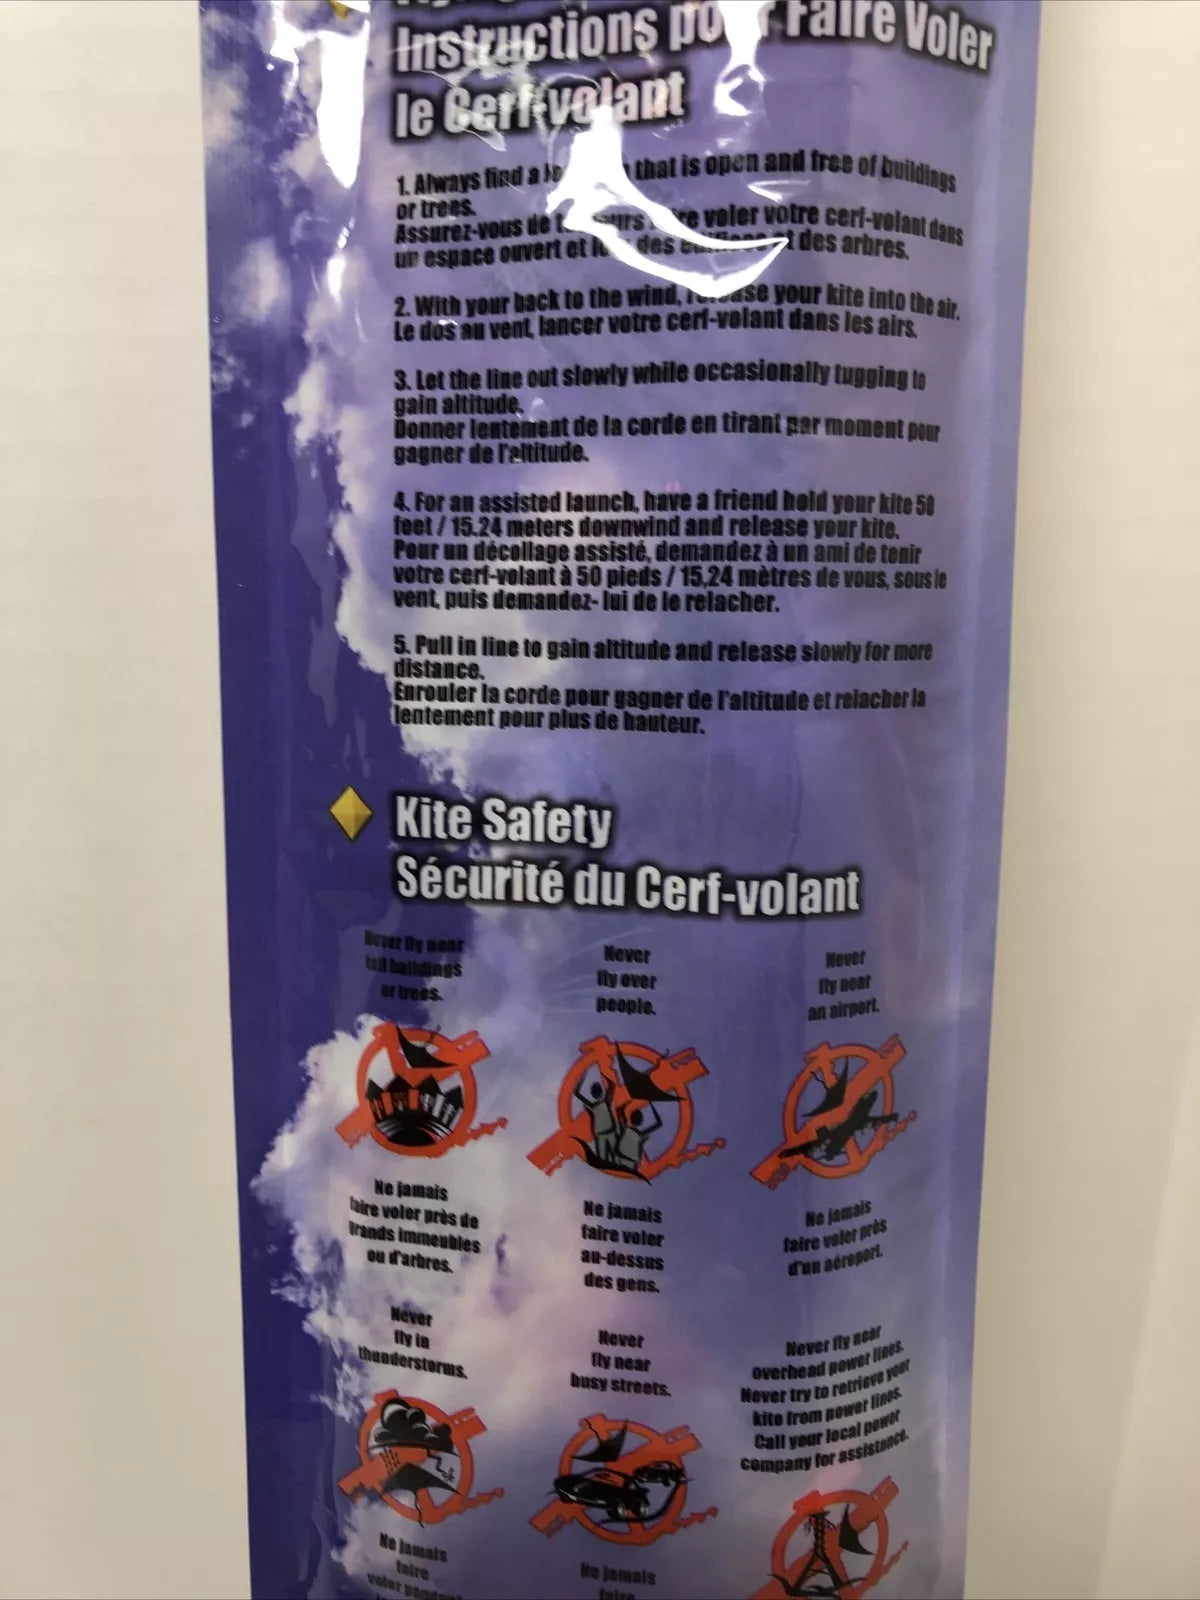 Instructions pour Faire Voler
le Cerf-volant
1. Always find a that is open and free of buildings
or trees.
Assurez-vous de voler votre cerf-volant dans
un espace ouvert et des et des arbres.
2. With your back to the wind, release your kite into the air.
Le dos au vent, lancer votre cerf-volant dans les airs.
3. Let the line out slowly while occasionally tugging to
gain altitude.
Donner lentement de la corde en tirant par moment pour
gagner de l'altitude.
4. For an assisted launch, have a friend hold your kite 50
feet / 15.24 meters downwind and release your kite.
Pour un décollage assisté, demandez à un ami de tenir
votre cerf-volant à 50 pieds / 15,24 mètres de vous, sous le
vent, puis demandez- lui de le relacher.
5. Pull in line to gain altitude and release slowly for more
distance.
Enrouler la corde pour gagner de l'altitude et relacher la
lentement pour plus de hauteur.
Kite Safety
Sécurité du Cerf-volant
Never fly near
tall buildings
or trees.
Never
fly over
people.
Never
fly near
an airport.
Ne jamais
faire voler près de
grands immeubles
ou d'arbres.
Ne jamais
faire voler
au-dessus
des gens.
Ne jamais
faire voler près
d'un aéroport.
Never
fly in
thunderstorms.
Never
fly near
busy streets.
Never fly near
overhead power lines.
Never try to retrieve your
kite from power lines.
Call your local power
company for assistance.
Ne jamais
faire
voler pendant
Ne jamais
faire